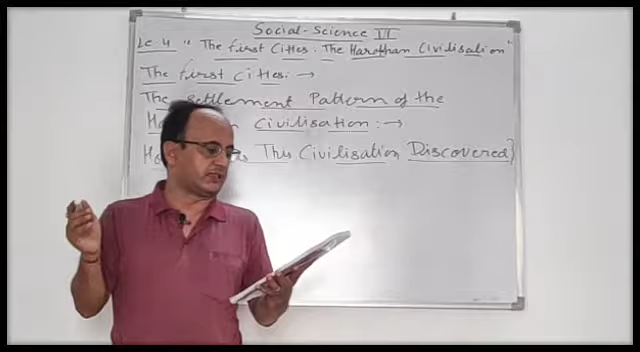 Social-Science VI
Le 4 "The first Cities: The Harappan Civilisation"
The first Cities: →
The settlement Pattern of the
Civilisation: →
This Civilisation Discovered?